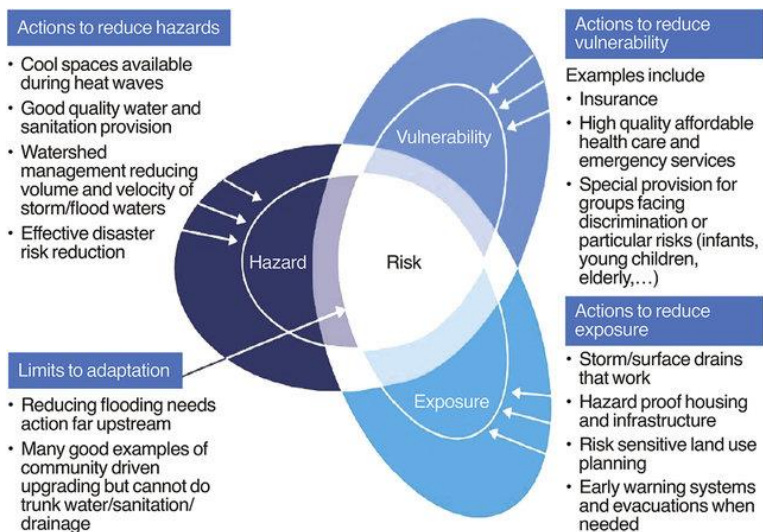 Actions to reduce hazards
• Cool spaces available
during heat waves
• Good quality water and
sanitation provision
• Watershed
management reducing
volume and velocity of
storm/flood waters
• Effective disaster
risk reduction
Limits to adaptation
• Reducing flooding needs
action far upstream
• Many good examples of
community driven
upgrading but cannot do
trunk water/sanitation/
drainage
Vulnerability
Hazard
Risk
Exposure
Actions to reduce
vulnerability
Examples include
• Insurance
• High quality affordable
health care and
emergency services
• Special provision for
groups facing
discrimination or
particular risks (infants,
young children,
elderly,...)
Actions to reduce
exposure
• Storm/surface drains
that work
• Hazard proof housing
and infrastructure
• Risk sensitive land use
planning
• Early warning systems
and evacuations when
needed